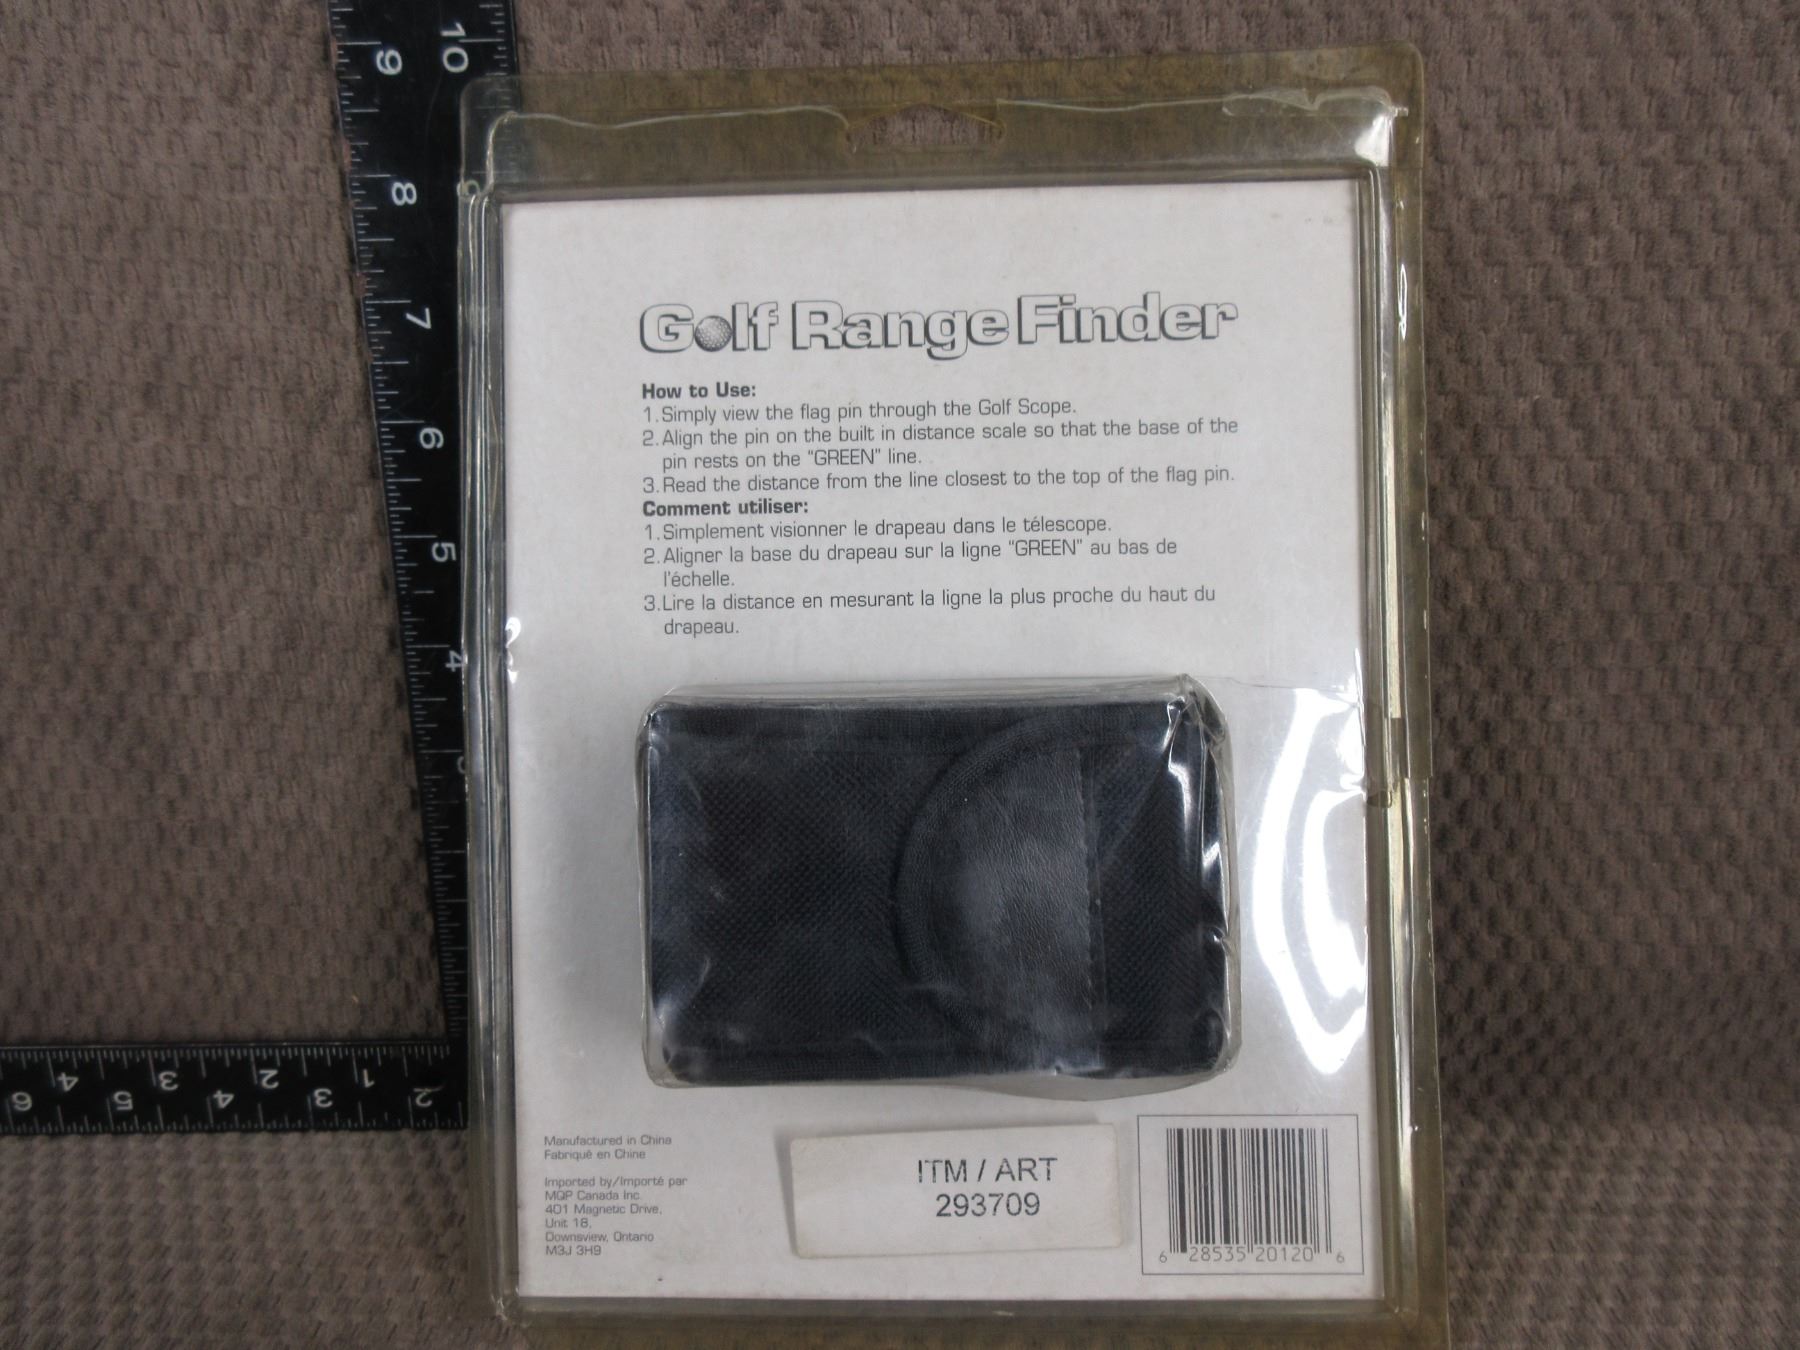 10
9
8
7
6
5
4
Golf Range Finder
How to Use:
1. Simply view the flag pin through the Golf Scope.
2. Align the pin on the built in distance scale so that the base of the
pin rests on the "GREEN" line.
3. Read the distance from the line closest to the top of the flag pin.
Comment utiliser:
1. Simplement visionner le drapeau dans le télescope.
2. Aligner la base du drapeau sur la ligne "GREEN" au bas de
l'échelle.
3. Lire la distance en mesurant la ligne la plus proche du haut du
drapeau.
4 3 2 1
6 5 4 3 2
Manufactured in China
Fabriqué en Chine
Imported by/Importé par
MQP Canada Inc.
401 Magnetic Drive,
Unit 18,
Downsview, Ontario
M3J 3H9
ITM / ART
293709
6 28535 20120 6